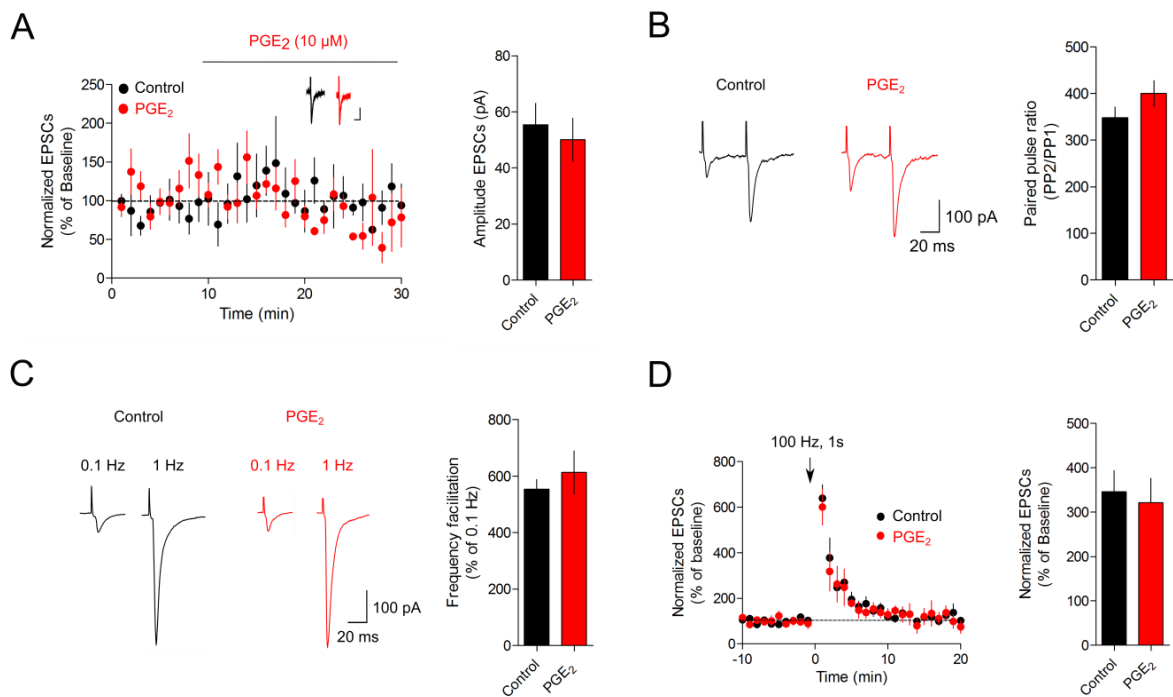 A
PGE2 (10 µM)
Normalized EPSCs
(% of Baseline)
250
200
150
100
50
0
Control
PGE2
0
10
20
30
Time (min)
Amplitude EPSCs (pA)
80
60
40
20
0
Control
PGE2
B
Control
PGE2
100 pA
20 ms
Paired pulse ratio
(PP2/PP1)
500
400
300
200
100
0
Control
PGE2
C
Control
PGE2
0.1 Hz
1 Hz
0.1 Hz
1 Hz
100 pA
20 ms
Frequency facilitation
(% of 0.1 Hz)
800
600
400
200
0
Control
PGE2
D
100 Hz, 1s
Normalized EPSCs
(% of baseline)
800
600
400
200
0
Control
PGE2
-10
0
10
20
Time (min)
Normalized EPSCs
(% of Baseline)
500
400
300
200
100
0
Control
PGE2